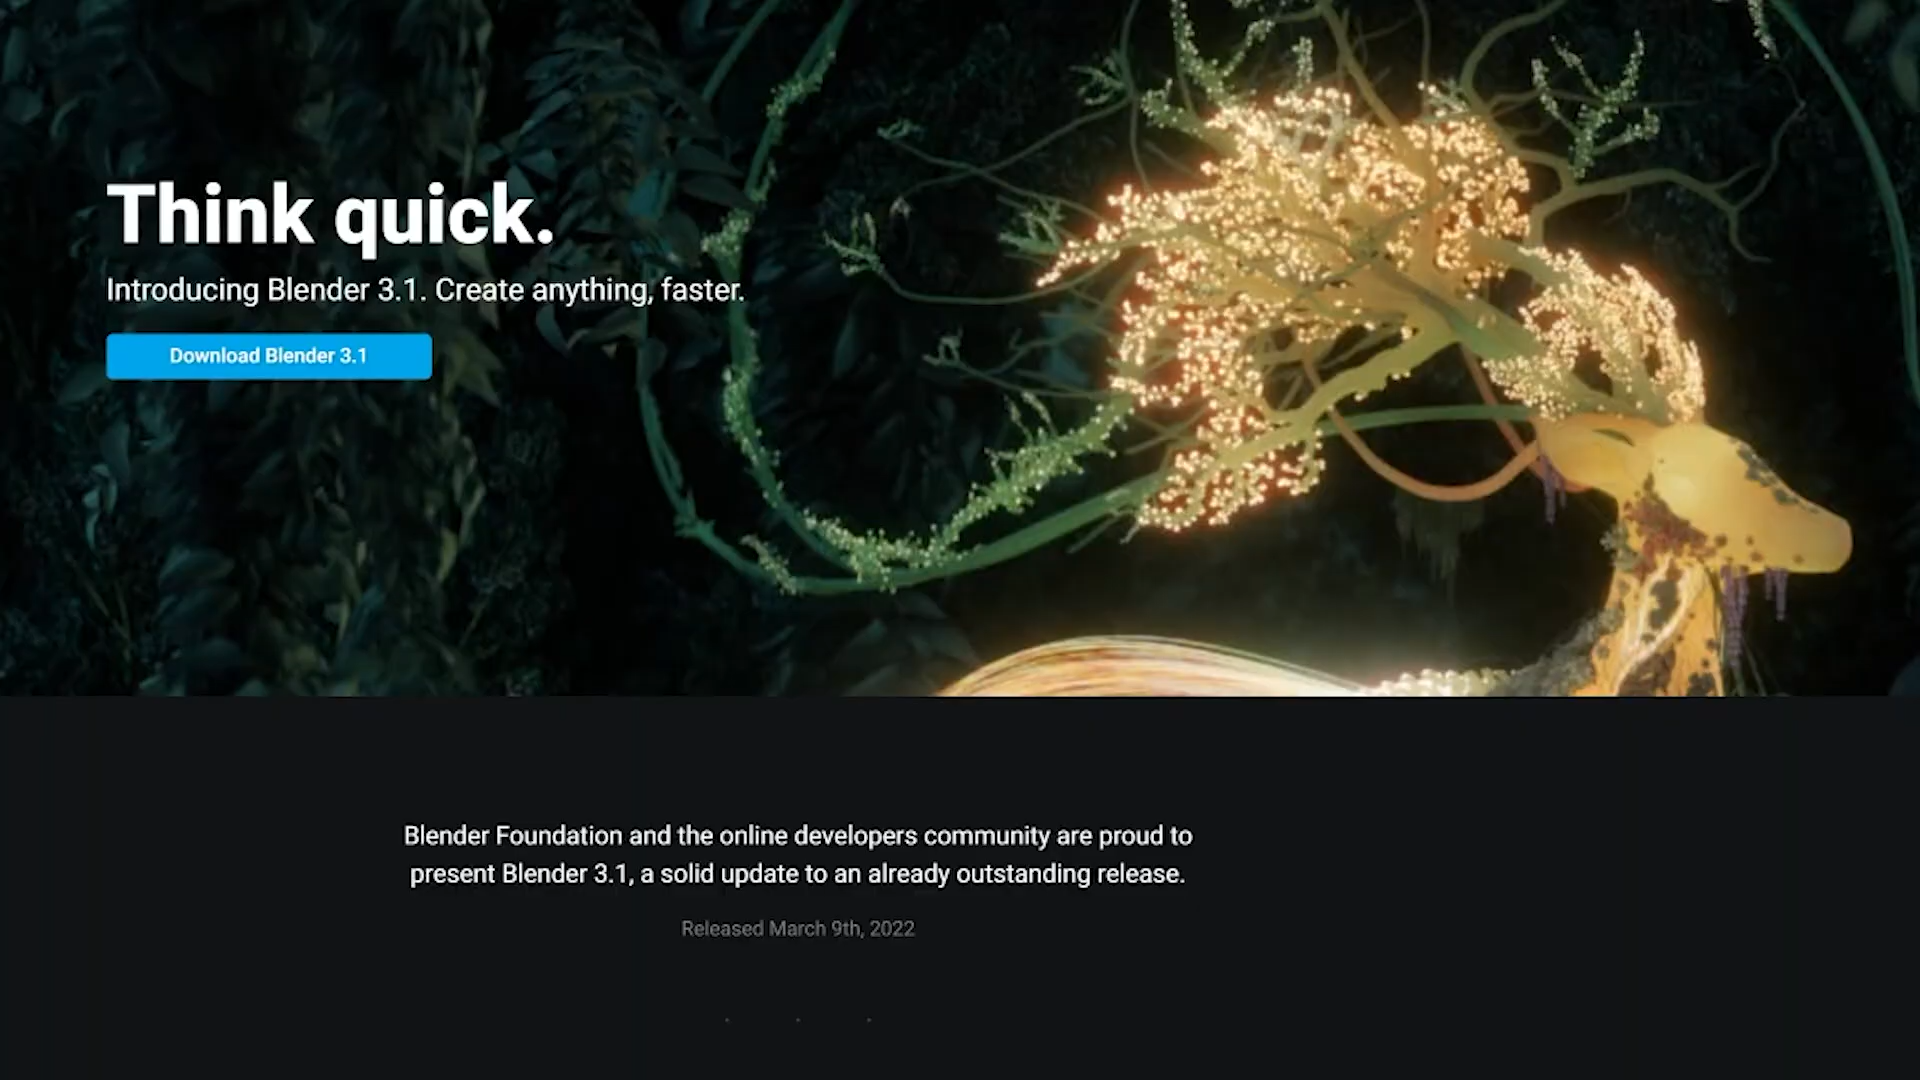 Think quick.
Introducing Blender 3.1. Create anything, faster.
Download Blender 3.1
Blender Foundation and the online developers community are proud to
present Blender 3.1, a solid update to an already outstanding release.
Released March 9th, 2022